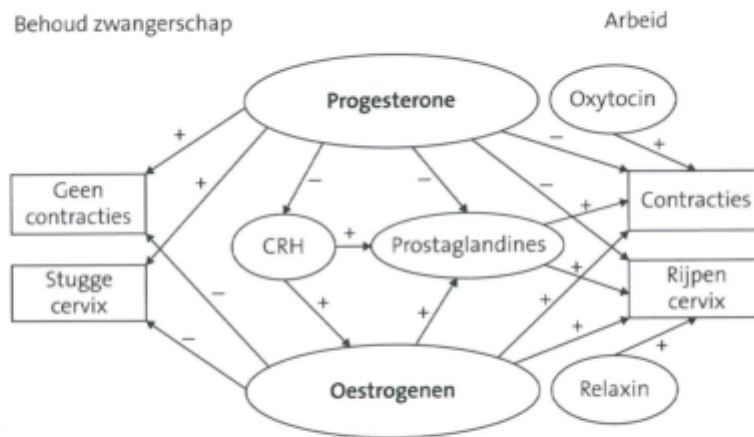 Behoud zwangerschap
Arbeid
Progesterone
Oxytocin
+
+
–
+
–
–
–
Geen
contracties
+
Contracties
CRH
+
Prostaglandines
Stugge
cervix
–
+
+
+
+
Rijpen
cervix
–
+
+
Oestrogenen
Relaxin